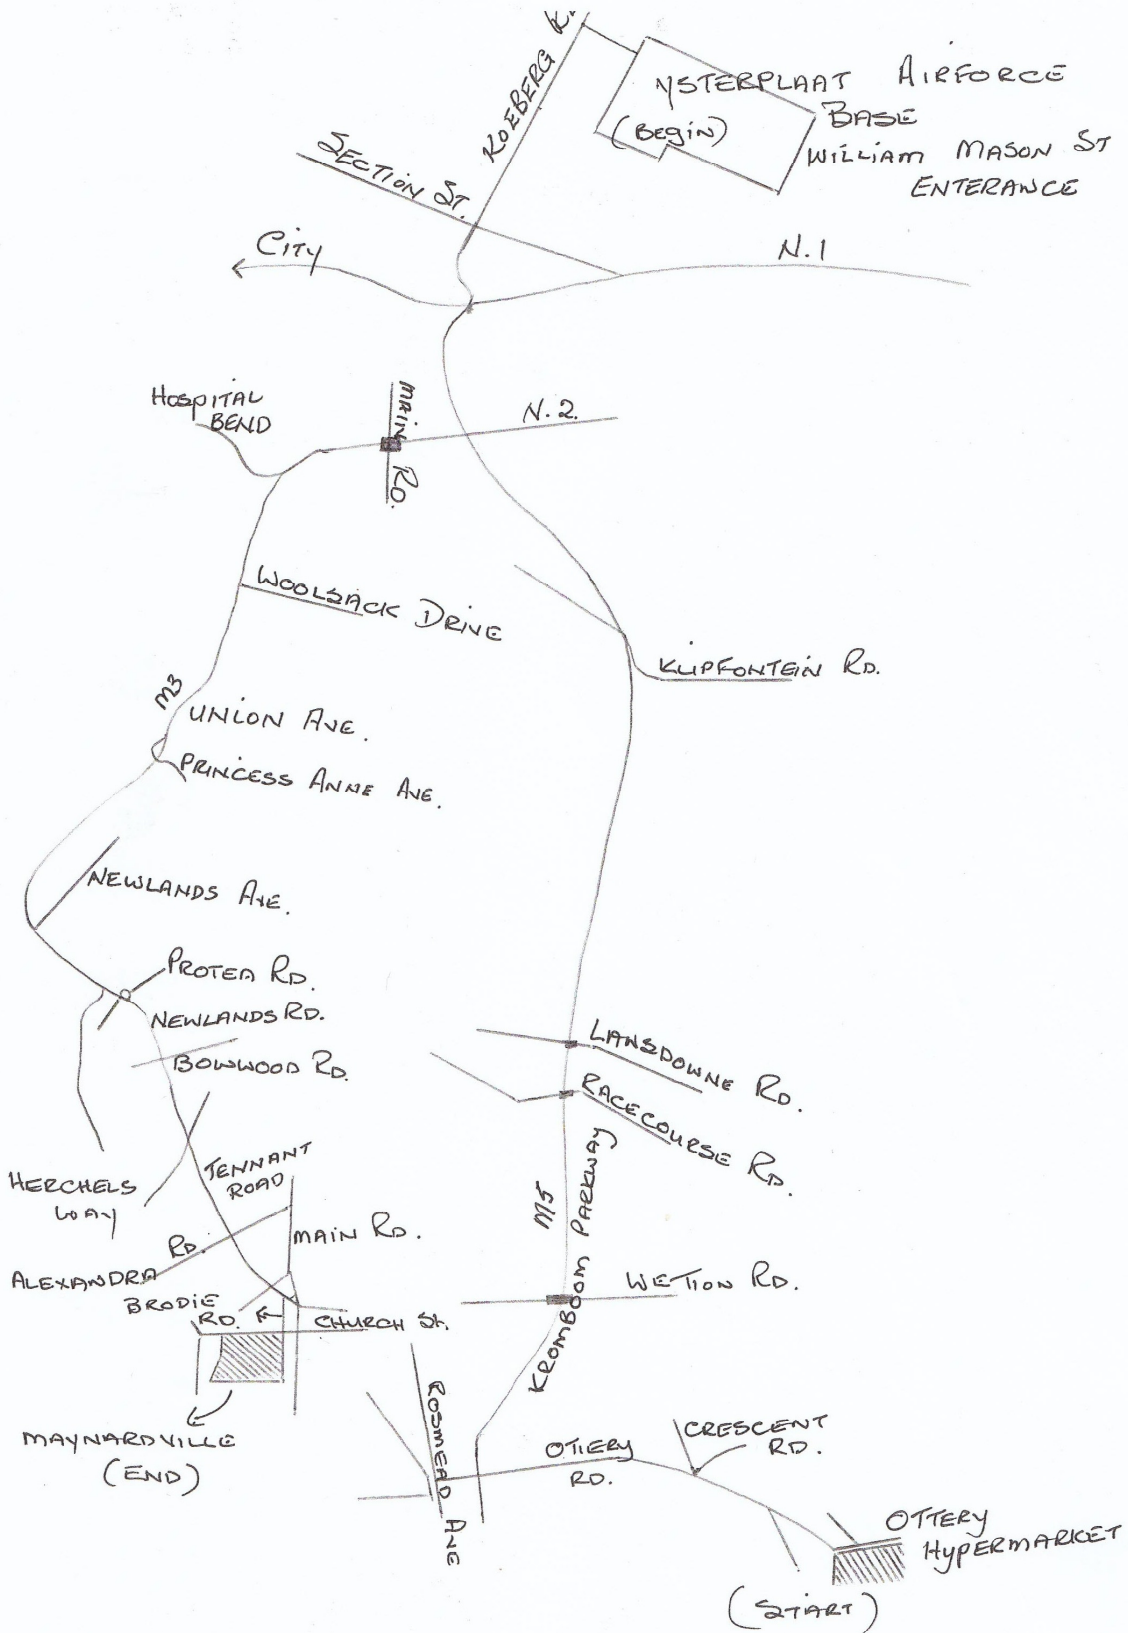 KOEBERG R.
YSTERPLAAT AIRFORCE
BASE
(BEGIN)
WILLIAM MASON ST
ENTERANCE
SECTION ST.
CITY
N.1
HOSPITAL
BEND
MAIN RD.
N.2.
WOOLSACK DRIVE
KLIPFONTEIN RD.
M3
UNION AVE.
PRINCESS ANNE AVE.
NEWLANDS AVE.
PROTEA RD.
NEWLANDS RD.
BOWWOOD RD.
LANSDOWNE RD.
RACECOURSE RD.
HERCHELS
WAY
TENNANT
ROAD
M5
KROMBOOM PARKWAY
MAIN RD.
ALEXANDRA RD.
BRODIE
RD.
CHURCH St.
WETTON RD.
MAYNARDVILLE
(END)
ROSMEAD AVE
OTTERY
RD.
CRESCENT
RD.
OTTERY
HYPERMARKET
(START)